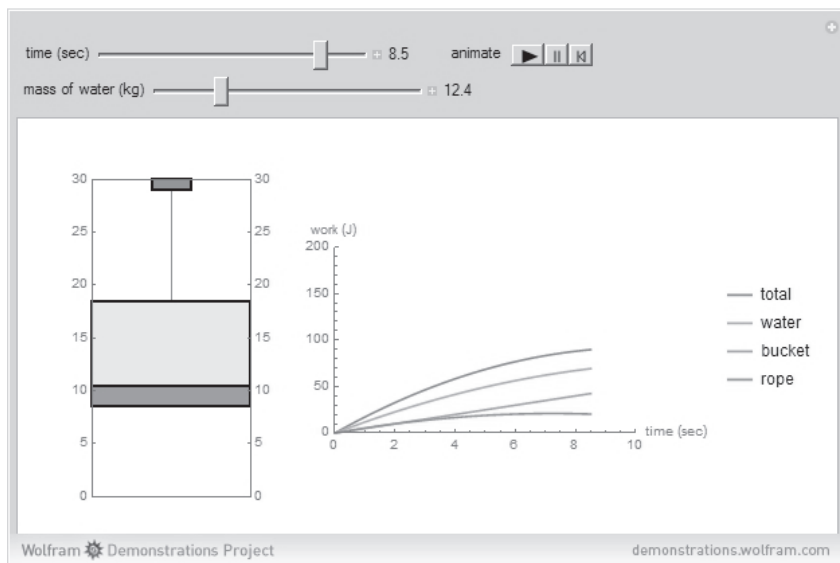 time (sec) 8.5 animate
mass of water (kg) 12.4
30 30
25 25
20 20
15 15
10 10
5 5
0 0
work (J)
200
150
100
50
0
0 2 4 6 8 10
time (sec)
total
water
bucket
rope
Wolfram Demonstrations Project demonstrations.wolfram.com